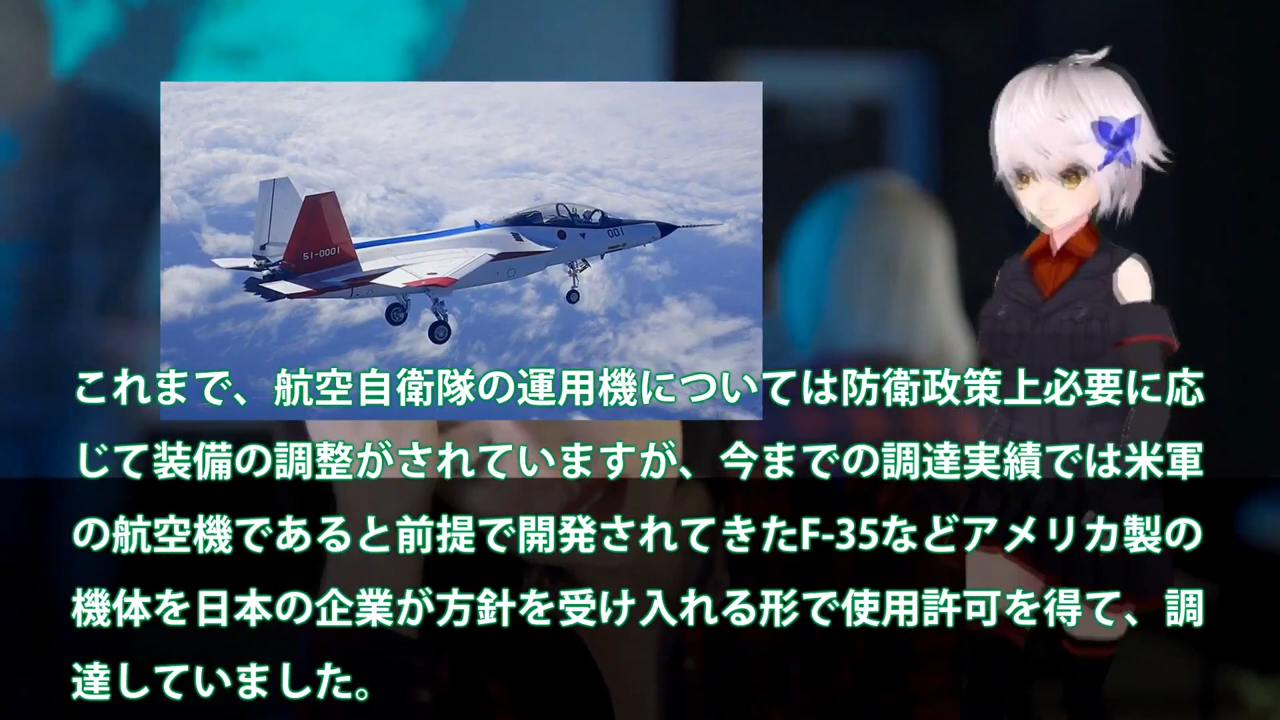 001
51-0001
これまで、航空自衛隊の運用機については防衛政策上必要に応
じて装備の調整がされていますが、今までの調達実績では米軍
の航空機であると前提で開発されてきたF-35などアメリカ製の
機体を日本の企業が方針を受け入れる形で使用許可を得て、調
達していました。